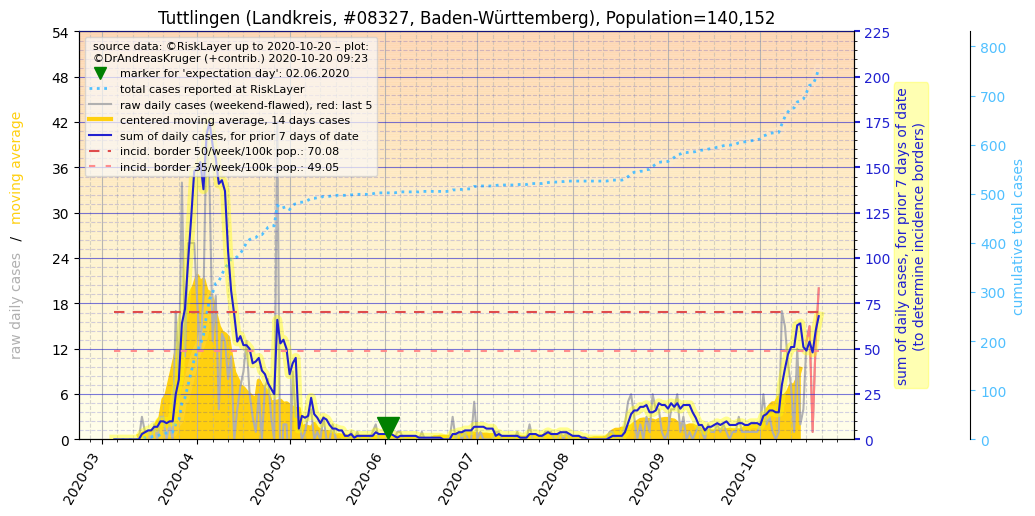 Tuttlingen (Landkreis, #08327, Baden-Württemberg), Population=140,152
source data: ©RiskLayer up to 2020-10-20 – plot:
©DrAndreasKruger (+contrib.) 2020-10-20 09:23
marker for 'expectation day': 02.06.2020
total cases reported at RiskLayer
raw daily cases (weekend-flawed), red: last 5
centered moving average, 14 days cases
sum of daily cases, for prior 7 days of date
incid. border 50/week/100k pop.: 70.08
incid. border 35/week/100k pop.: 49.05
raw daily cases / moving average
54
48
42
36
30
24
18
12
6
0
225
200
175
150
125
100
75
50
25
0
sum of daily cases, for prior 7 days of date
(to determine incidence borders)
800
700
600
500
400
300
200
100
0
cumulative total cases
2020-03
2020-04
2020-05
2020-06
2020-07
2020-08
2020-09
2020-10